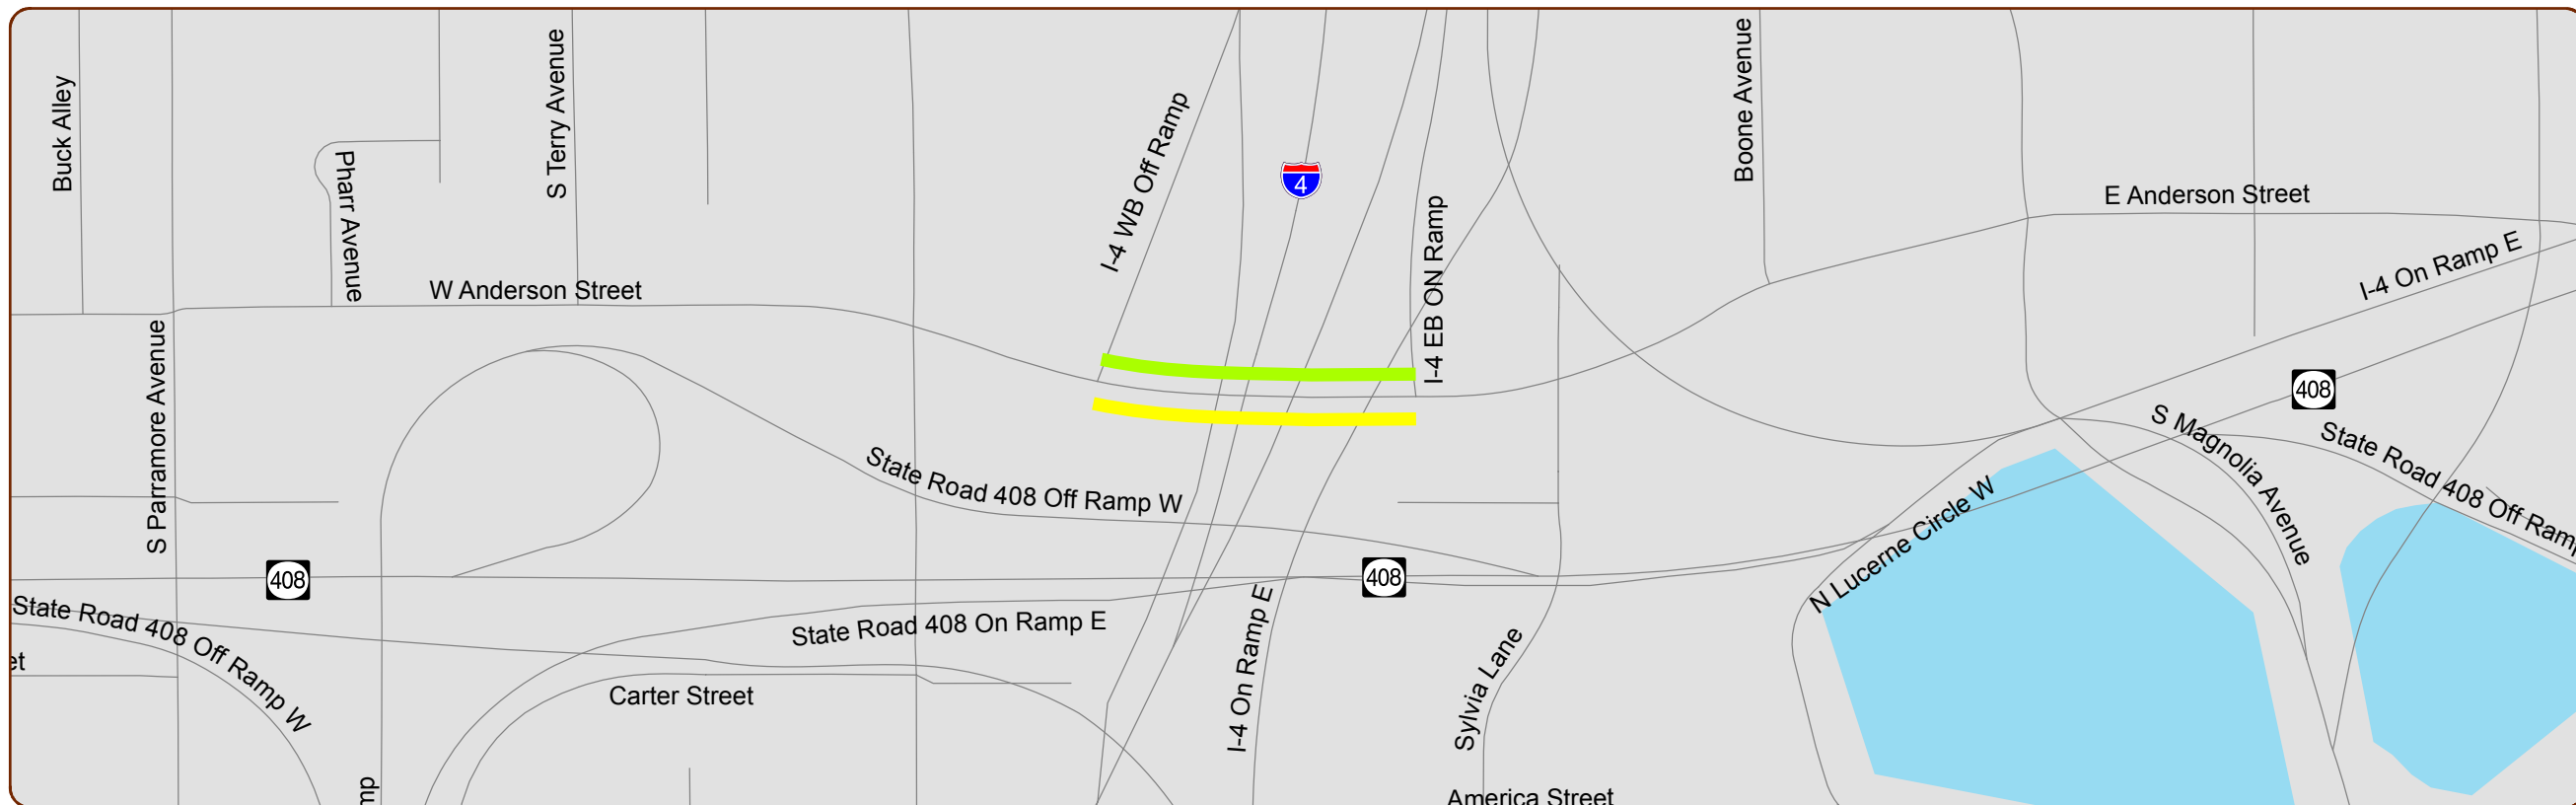 Buck Alley
Pharr Avenue
S Terry Avenue
I-4 WB Off Ramp
4
I-4 EB ON Ramp
Boone Avenue
E Anderson Street
I-4 On Ramp E
W Anderson Street
S Parramore Avenue
408
S Magnolia Avenue
State Road 408 Off Ramp
State Road 408 Off Ramp W
N Lucerne Circle W
408
408
State Road 408 Off Ramp W
State Road 408 On Ramp E
I-4 On Ramp E
Sylvia Lane
et
Carter Street
mp
America Street